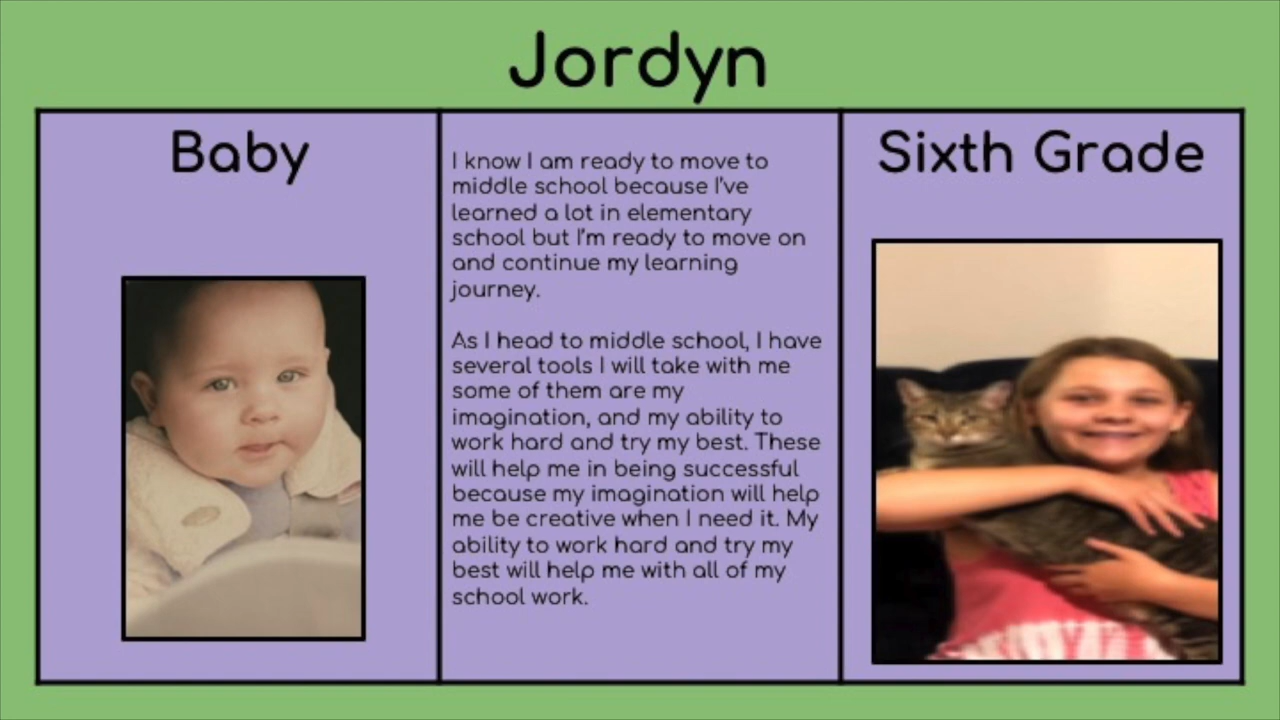 Jordyn
Baby
I know I am ready to move to
middle school because I've
learned a lot in elementary
school but I'm ready to move on
and continue my learning
journey.
As I head to middle school, I have
several tools I will take with me
some of them are my
imagination, and my ability to
work hard and try my best. These
will help me in being successful
because my imagination will help
me be creative when I need it. My
ability to work hard and try my
best will help me with all of my
school work.
Sixth Grade